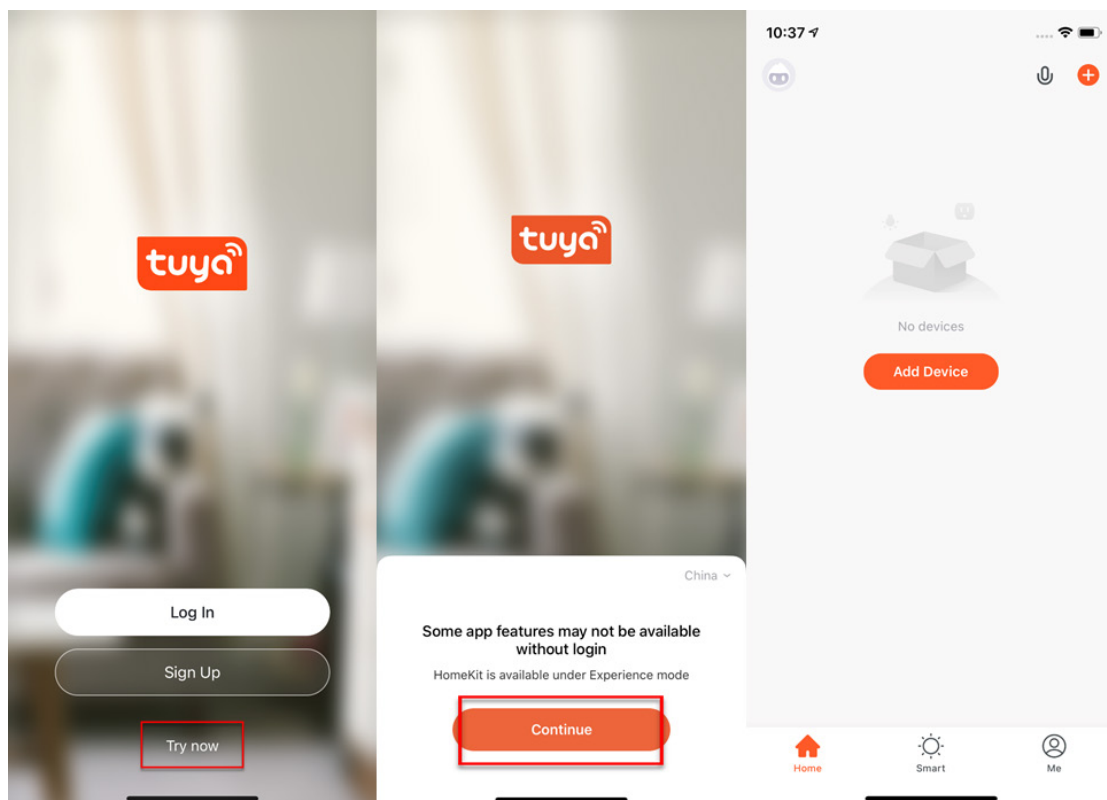 tuya
Log In
Sign Up
Try now
tuya
China
Some app features may not be available
without login
HomeKit is available under Experience mode
Continue
10:37
No devices
Add Device
Home
Smart
Me